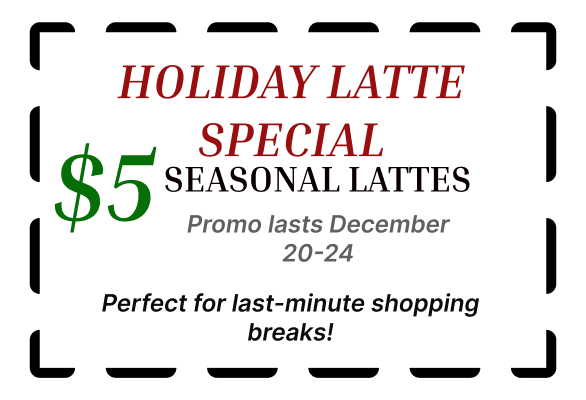 HOLIDAY LATTE
SPECIAL
$5 SEASONAL LATTES
Promo lasts December
20-24
Perfect for last-minute shopping
breaks!